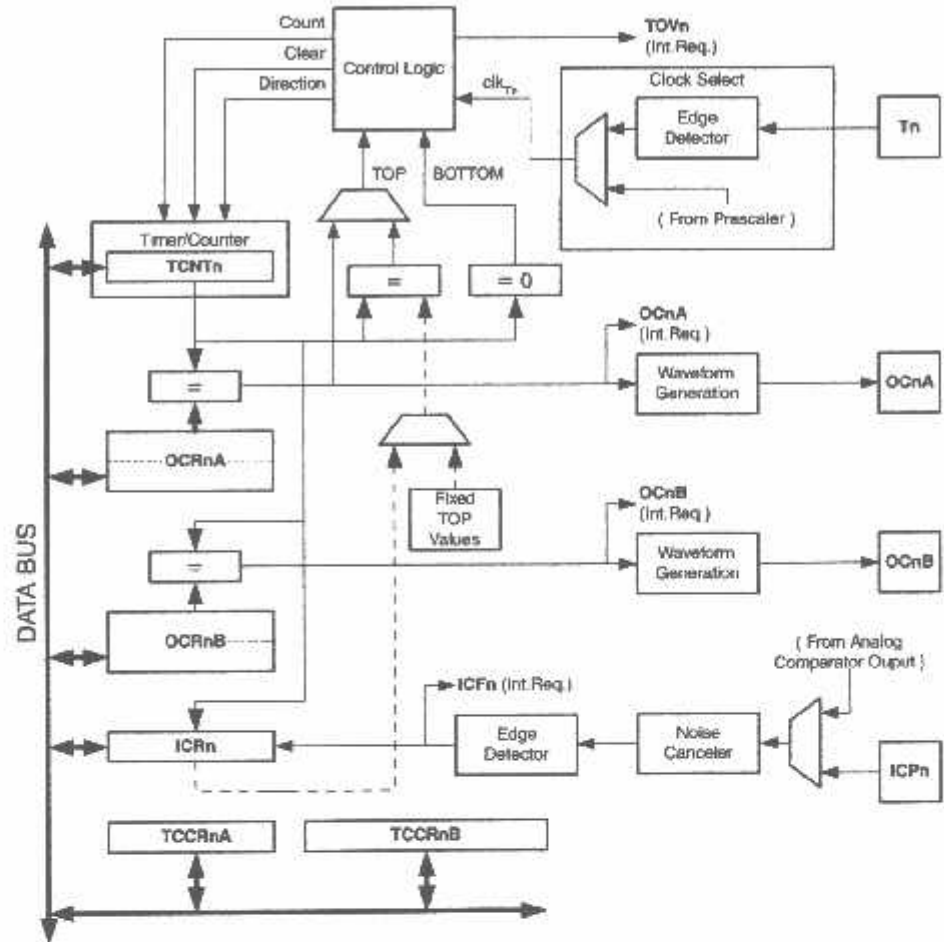 Count
Clear
Direction
Control Logic
TOVn
(Int.Req.)
clkTn
Clock Select
Edge
Detector
Tn
( From Prescaler )
TOP
BOTTOM
Timer/Counter
TCNTn
=
= 0
OCnA
(Int.Req.)
=
Waveform
Generation
OCnA
OCRnA
Fixed
TOP
Values
OCnB
(Int.Req.)
=
Waveform
Generation
OCnB
OCRnB
DATA BUS
( From Analog
Comparator Ouput )
ICFn (Int.Req.)
ICRn
Edge
Detector
Noise
Canceler
ICPn
TCCRnA
TCCRnB